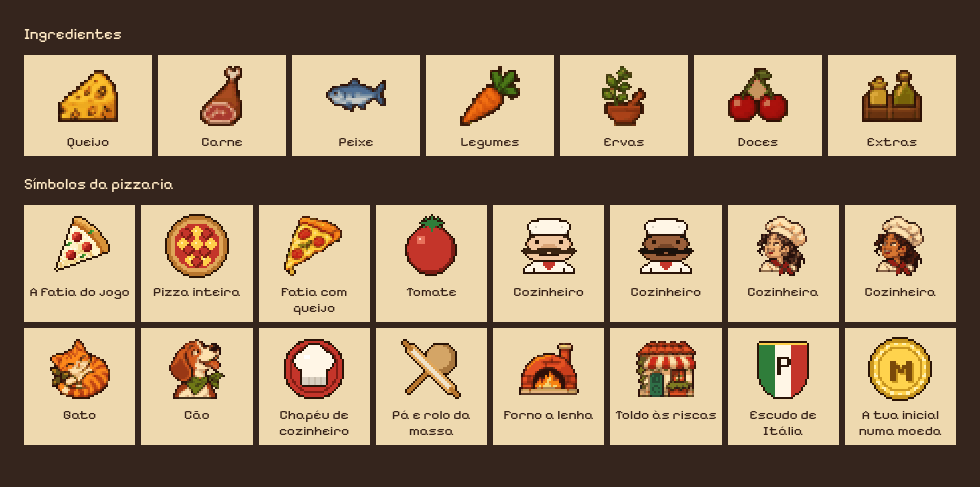 Ingredientes
Queijo
Carne
Peixe
Legumes
Ervas
Doces
Extras
Símbolos da pizzaria
A Fatia do jogo
Pizza inteira
Fatia com
queijo
Tomate
Cozinheiro
Cozinheiro
Cozinheira
Cozinheira
P
M
Gato
Cão
Chapéu de
cozinheiro
Pá e rolo da
massa
Forno a lenha
Toldo às riscas
Escudo de
Itália
A tua inicial
numa moeda